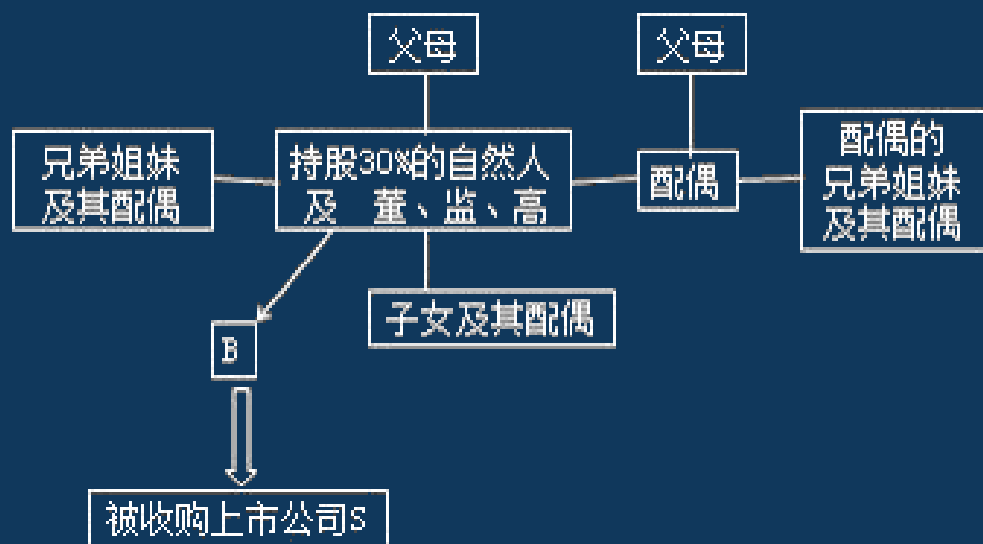 父母
父母
兄弟姐妹
及其配偶
持股30%的自然人
及 董、监、高
配偶
配偶的
兄弟姐妹
及其配偶
子女及其配偶
B
被收购上市公司S